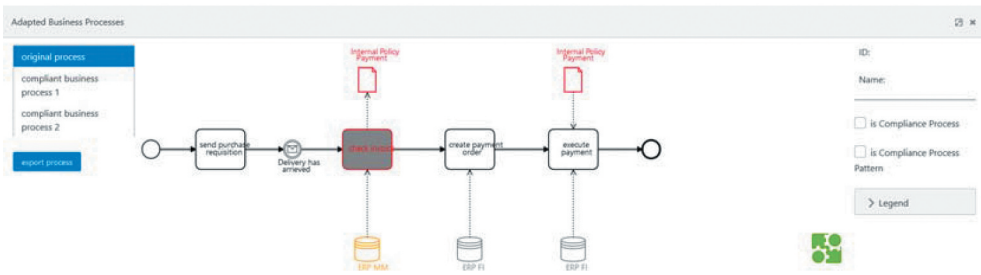 Adapted Business Processes
original process
compliant business
process 1
compliant business
process 2
export process
Internal Policy
Payment
Internal Policy
Payment
send purchase
requisition
Delivery has
arrieved
check invoice
create payment
order
execute
payment
ERP MM
ERP FI
ERP FI
ID:
Name:
is Compliance Process
is Compliance Process
Pattern
Legend